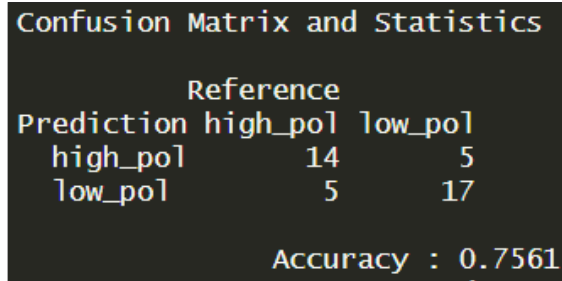 Confusion Matrix and Statistics
Reference
Prediction high_pol low_pol
high_pol 14 5
low_pol 5 17
Accuracy : 0.7561